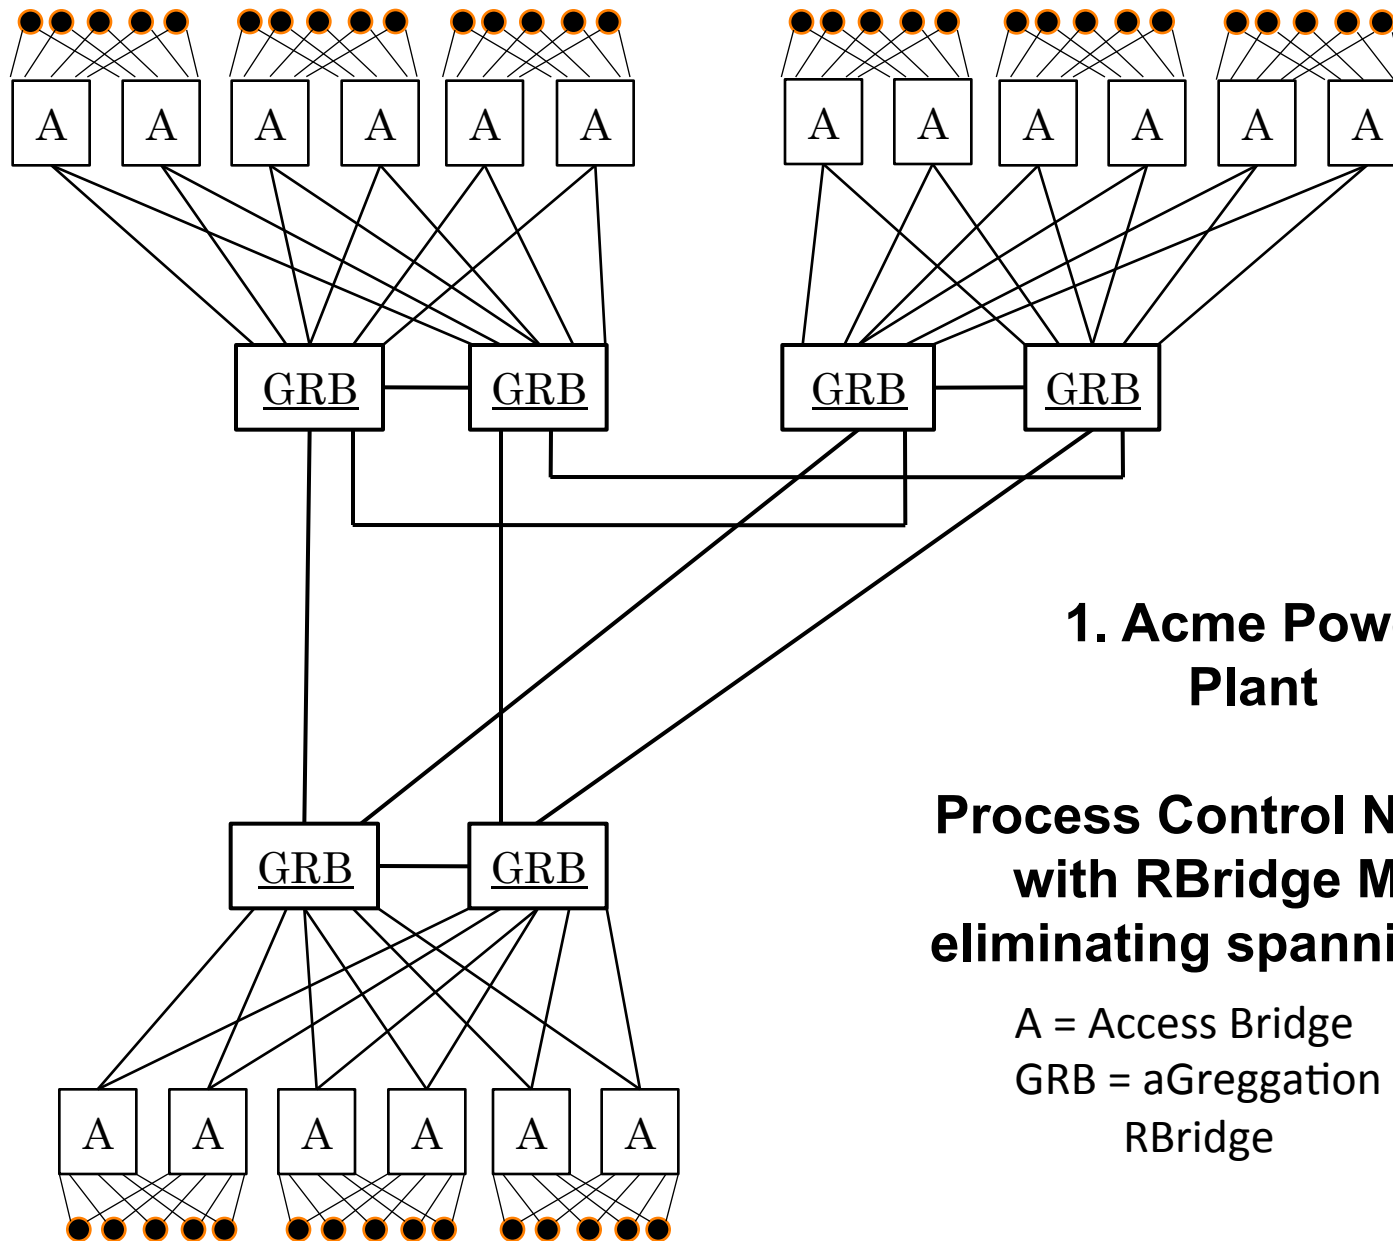 A A A A A A A A A A A A
GRB GRB GRB GRB
1. Acme Pow
Plant
Process Control N
with RBridge M
eliminating spanni
GRB GRB
A = Access Bridge
GRB = aGreggation
RBridge
A A A A A A